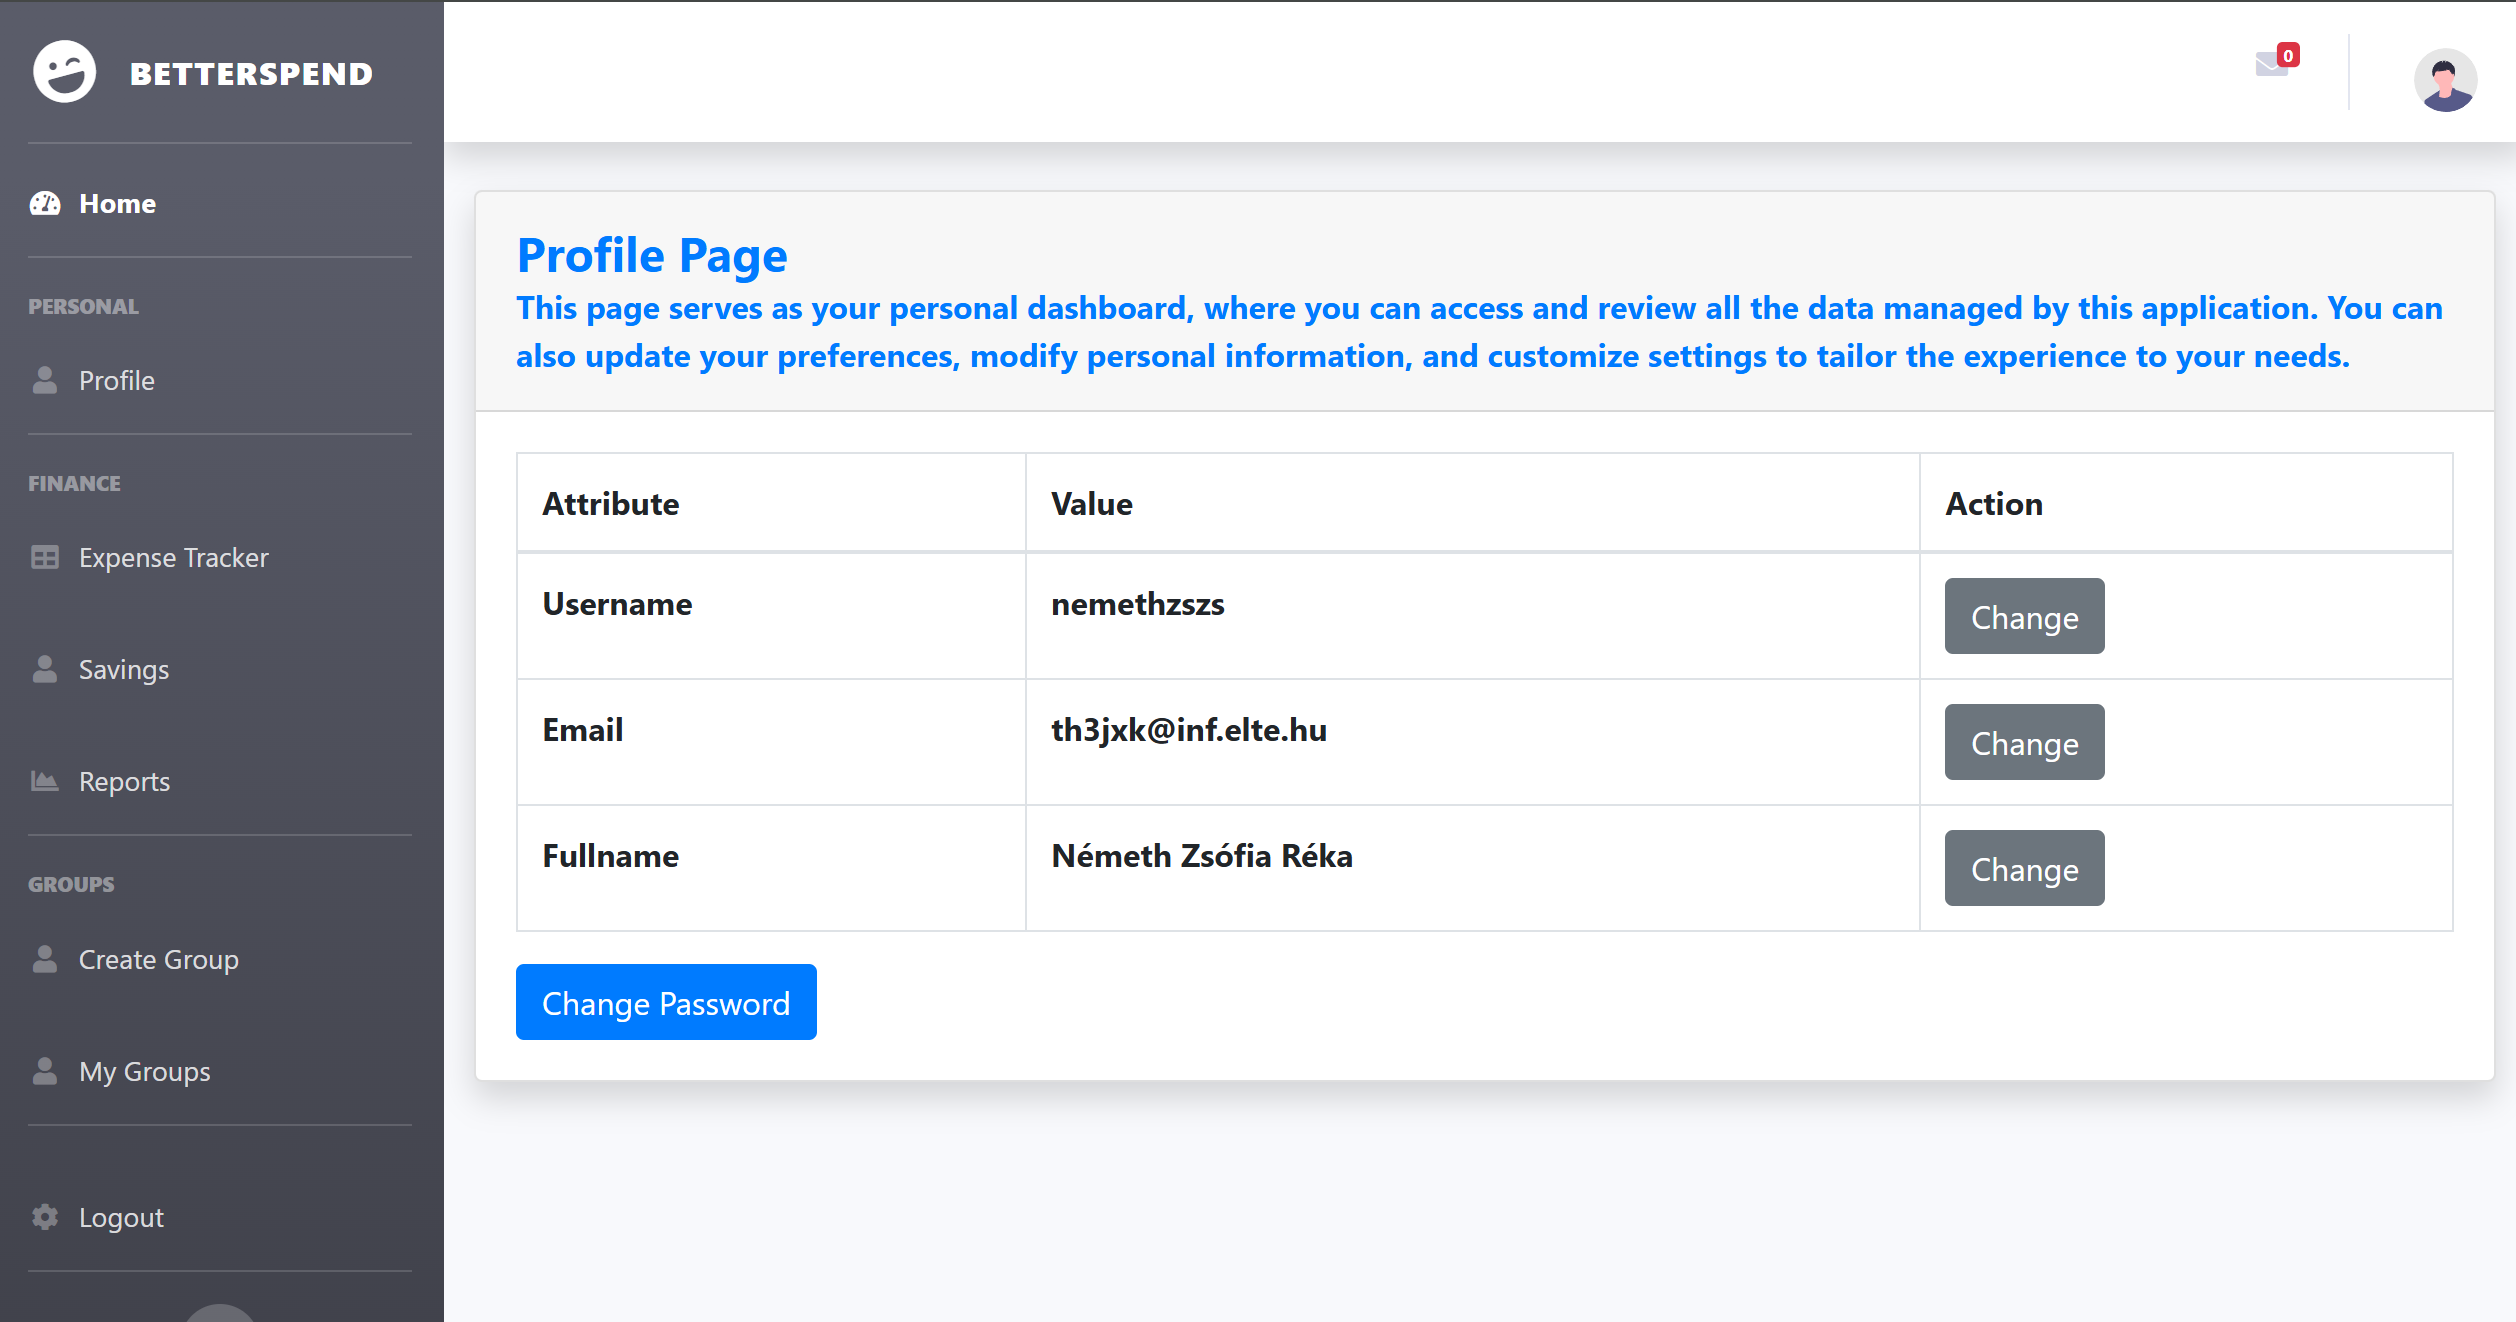 BETTERSPEND
0
Home
PERSONAL
Profile
FINANCE
Expense Tracker
Savings
Reports
GROUPS
Create Group
My Groups
Logout
Profile Page
This page serves as your personal dashboard, where you can access and review all the data managed by this application. You can
also update your preferences, modify personal information, and customize settings to tailor the experience to your needs.
Attribute Value Action
Username nemethzszs Change
Email th3jxk@inf.elte.hu Change
Fullname Németh Zsófia Réka Change
Change Password